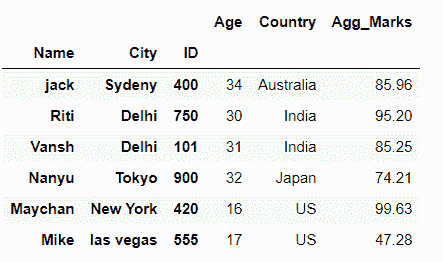 Age Country Agg_Marks
Name City ID
jack Sydeny 400 34 Australia 85.96
Riti Delhi 750 30 India 95.20
Vansh Delhi 101 31 India 85.25
Nanyu Tokyo 900 32 Japan 74.21
Maychan New York 420 16 US 99.63
Mike las vegas 555 17 US 47.28